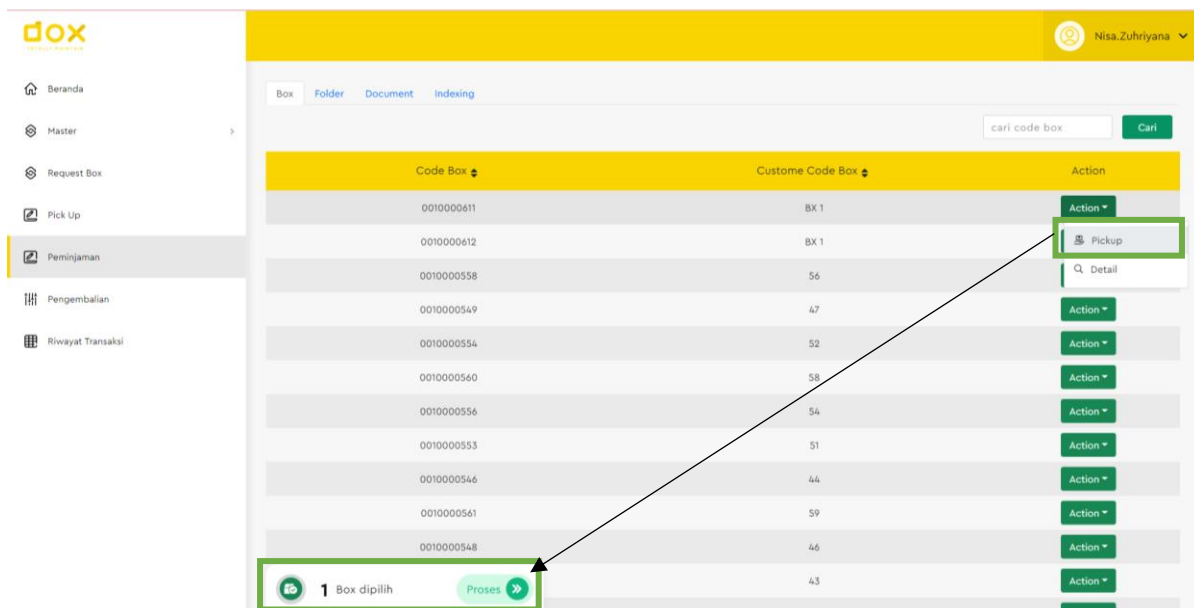 dox
Nisa.Zuhriyana
Beranda
Master
Request Box
Pick Up
Peminjaman
Pengembalian
Riwayat Transaksi
Box Folder Document Indexing
cari code box Cari
Code Box Custome Code Box Action
0010000611 BX 1 Action
Pickup
0010000612 BX 1
Detail
0010000558 56
0010000549 47 Action
0010000554 52 Action
0010000560 58 Action
0010000556 54 Action
0010000553 51 Action
0010000546 44 Action
0010000561 59 Action
0010000548 46 Action
43 Action
1 Box dipilih Proses